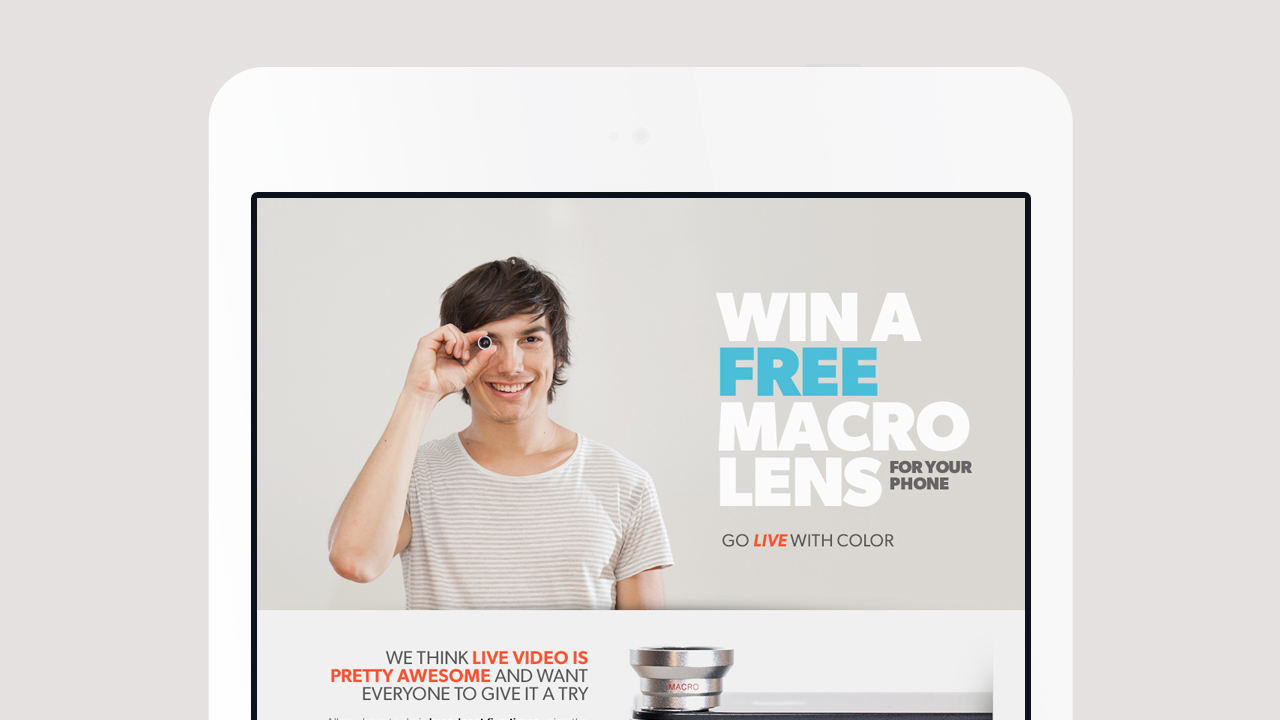 WIN A
FREE
MACRO
LENS
FOR YOUR
PHONE
GO LIVE WITH COLOR
WE THINK LIVE VIDEO IS
PRETTY AWESOME AND WANT
EVERYONE TO GIVE IT A TRY
MACRO